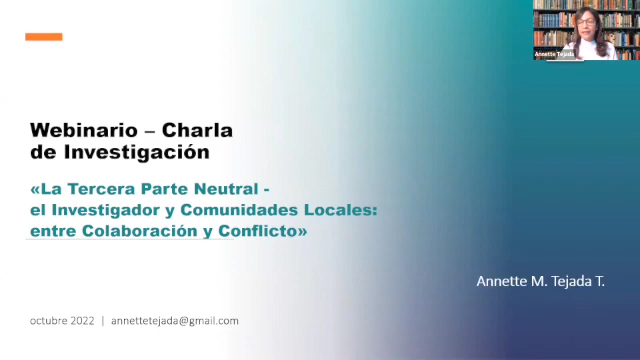 Annette Tejada
Webinario – Charla
de Investigación
«La Tercera Parte Neutral -
el Investigador y Comunidades Locales:
entre Colaboración y Conflicto»
Annette M. Tejada T.
octubre 2022 | annettetejada@gmail.com